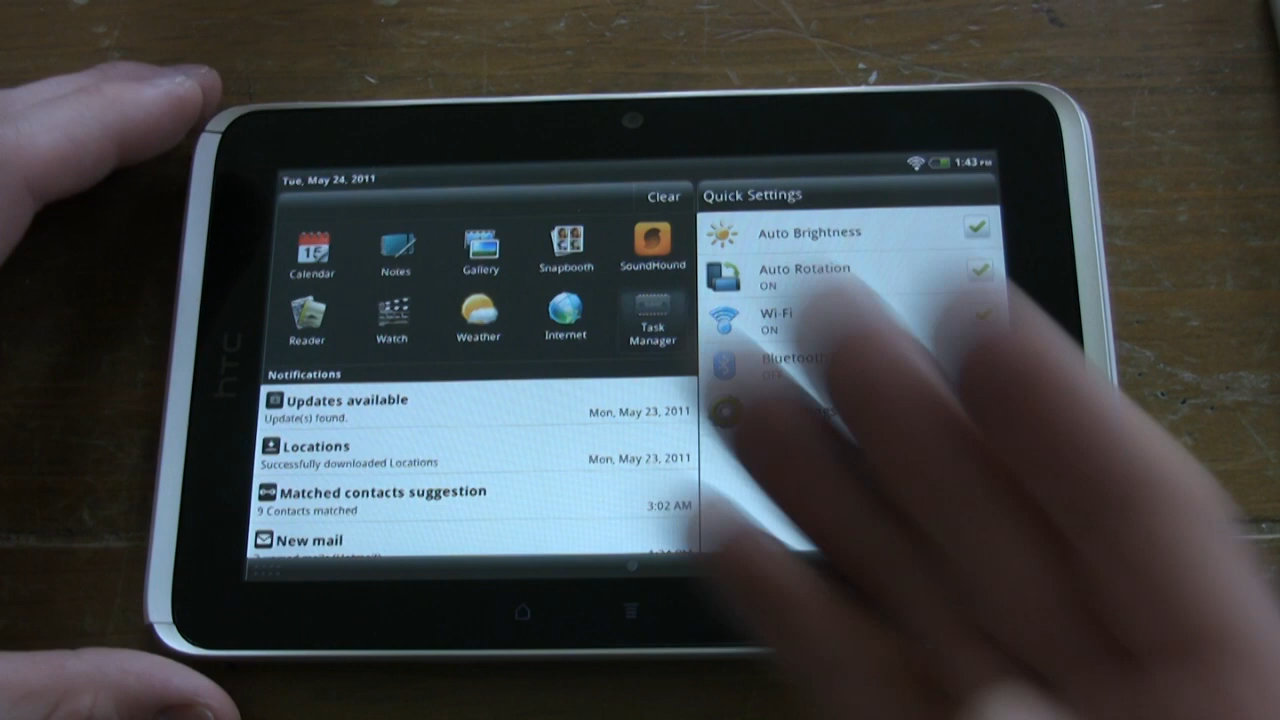 Tue, May 24, 2011
1:43 PM
Clear
Quick Settings
Calendar
15
Notes
Gallery
Snapbooth
SoundHound
Reader
Watch
Weather
Internet
Task
Manager
Auto Brightness
Auto Rotation
ON
Wi-Fi
ON
Bluetooth
OFF
Notifications
Updates available
Update(s) found.
Mon, May 23, 2011
Locations
Successfully downloaded Locations
Mon, May 23, 2011
Matched contacts suggestion
9 Contacts matched
3:02 AM
New mail
hTC